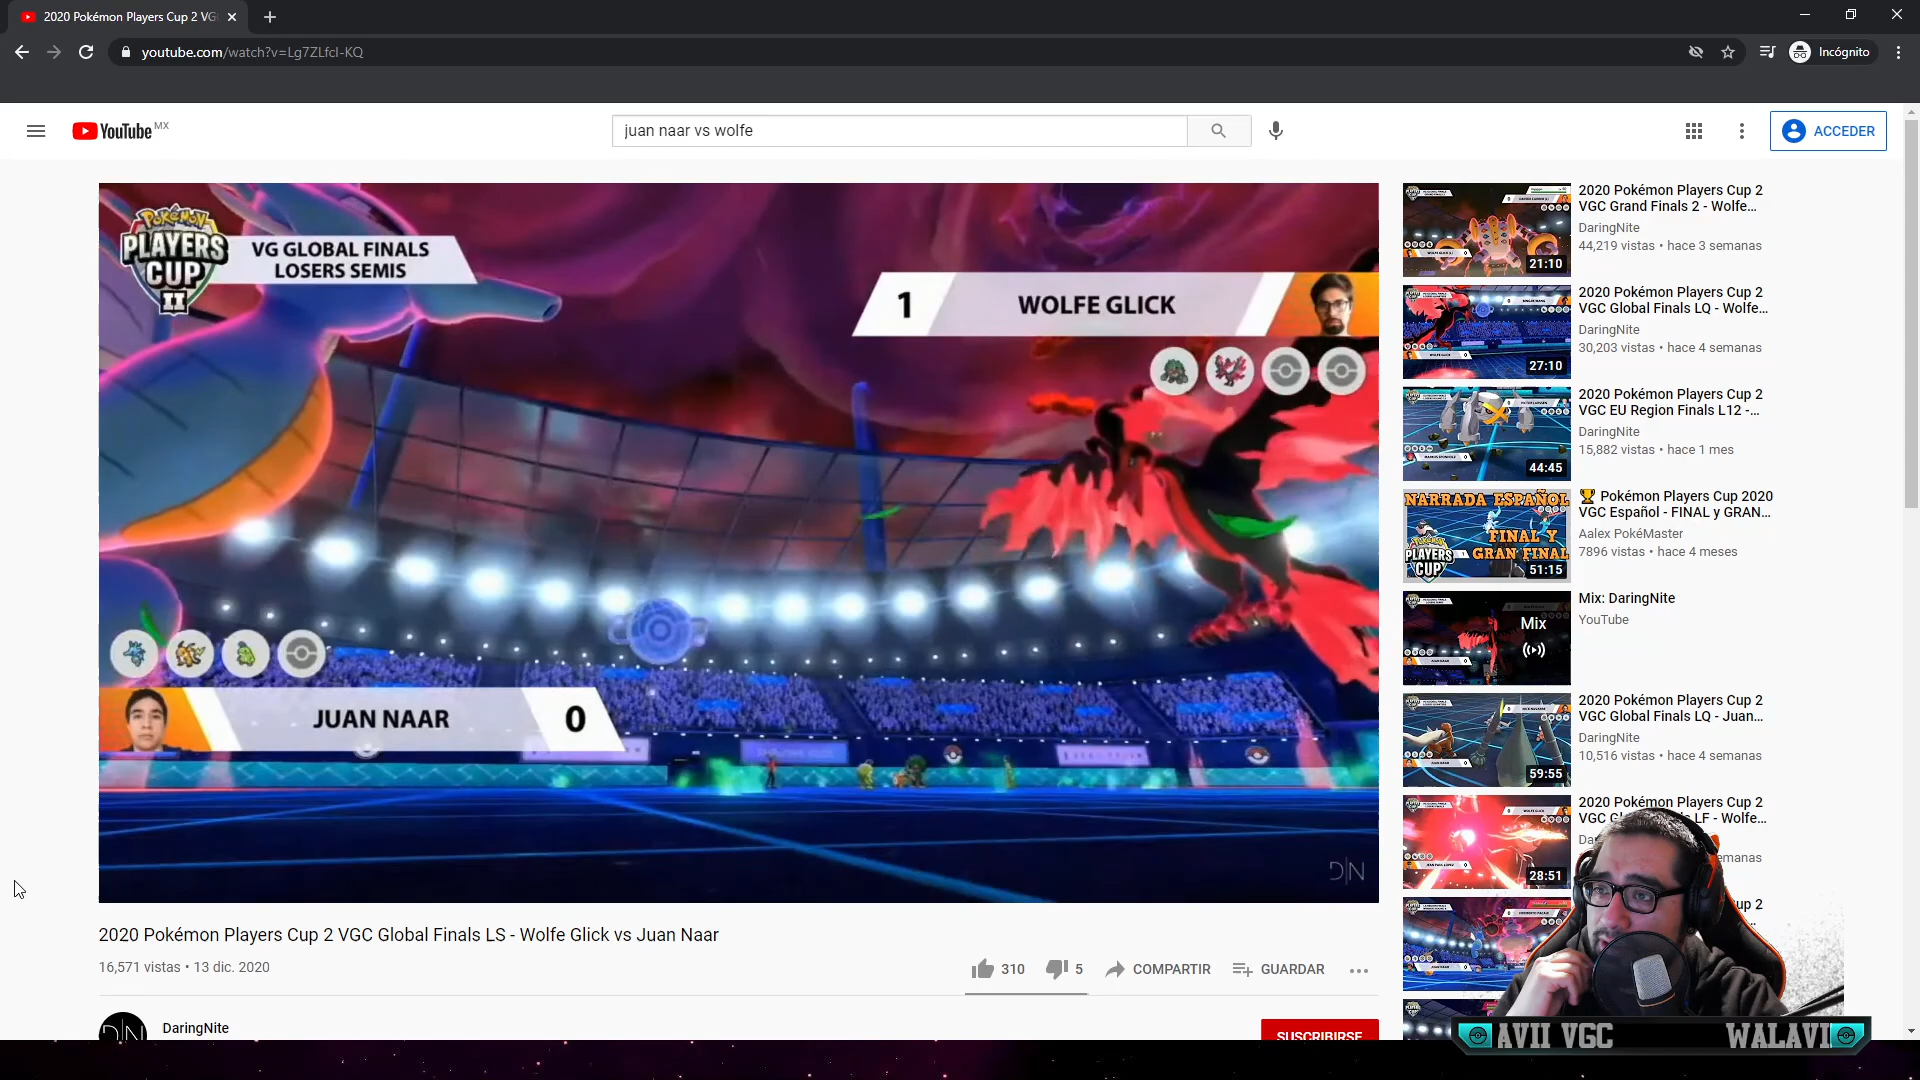 2020 Pokémon Players Cup 2 VG
youtube.com/watch?v=Lg7ZLfcI-KQ
Incógnito
YouTube MX
juan naar vs wolfe
ACCEDER
Pokémon
PLAYERS
CUP
II
VG GLOBAL FINALS
LOSERS SEMIS
1 WOLFE GLICK
JUAN NAAR 0
D|N
2020 Pokémon Players Cup 2 VGC Global Finals LS - Wolfe Glick vs Juan Naar
16,571 vistas • 13 dic. 2020
310
5
COMPARTIR
GUARDAR
D|N
DaringNite
SUSCRIBIRSE
2020 Pokémon Players Cup 2
VGC Grand Finals 2 - Wolfe...
DaringNite
44,219 vistas • hace 3 semanas
21:10
2020 Pokémon Players Cup 2
VGC Global Finals LQ - Wolfe...
DaringNite
30,203 vistas • hace 4 semanas
27:10
2020 Pokémon Players Cup 2
VGC EU Region Finals L12 -...
DaringNite
15,882 vistas • hace 1 mes
44:45
NARRADA ESPAÑOL
FINAL Y
GRAN FINAL
PLAYERS
CUP
51:15
🏆 Pokémon Players Cup 2020
VGC Español - FINAL y GRAN...
Aalex PokéMaster
7896 vistas • hace 4 meses
Mix
Mix: DaringNite
YouTube
2020 Pokémon Players Cup 2
VGC Global Finals LQ - Juan...
DaringNite
10,516 vistas • hace 4 semanas
59:55
2020 Pokémon Players Cup 2
LF - Wolfe...
emanas
28:51
up 2
AVII VGC
WALAVI